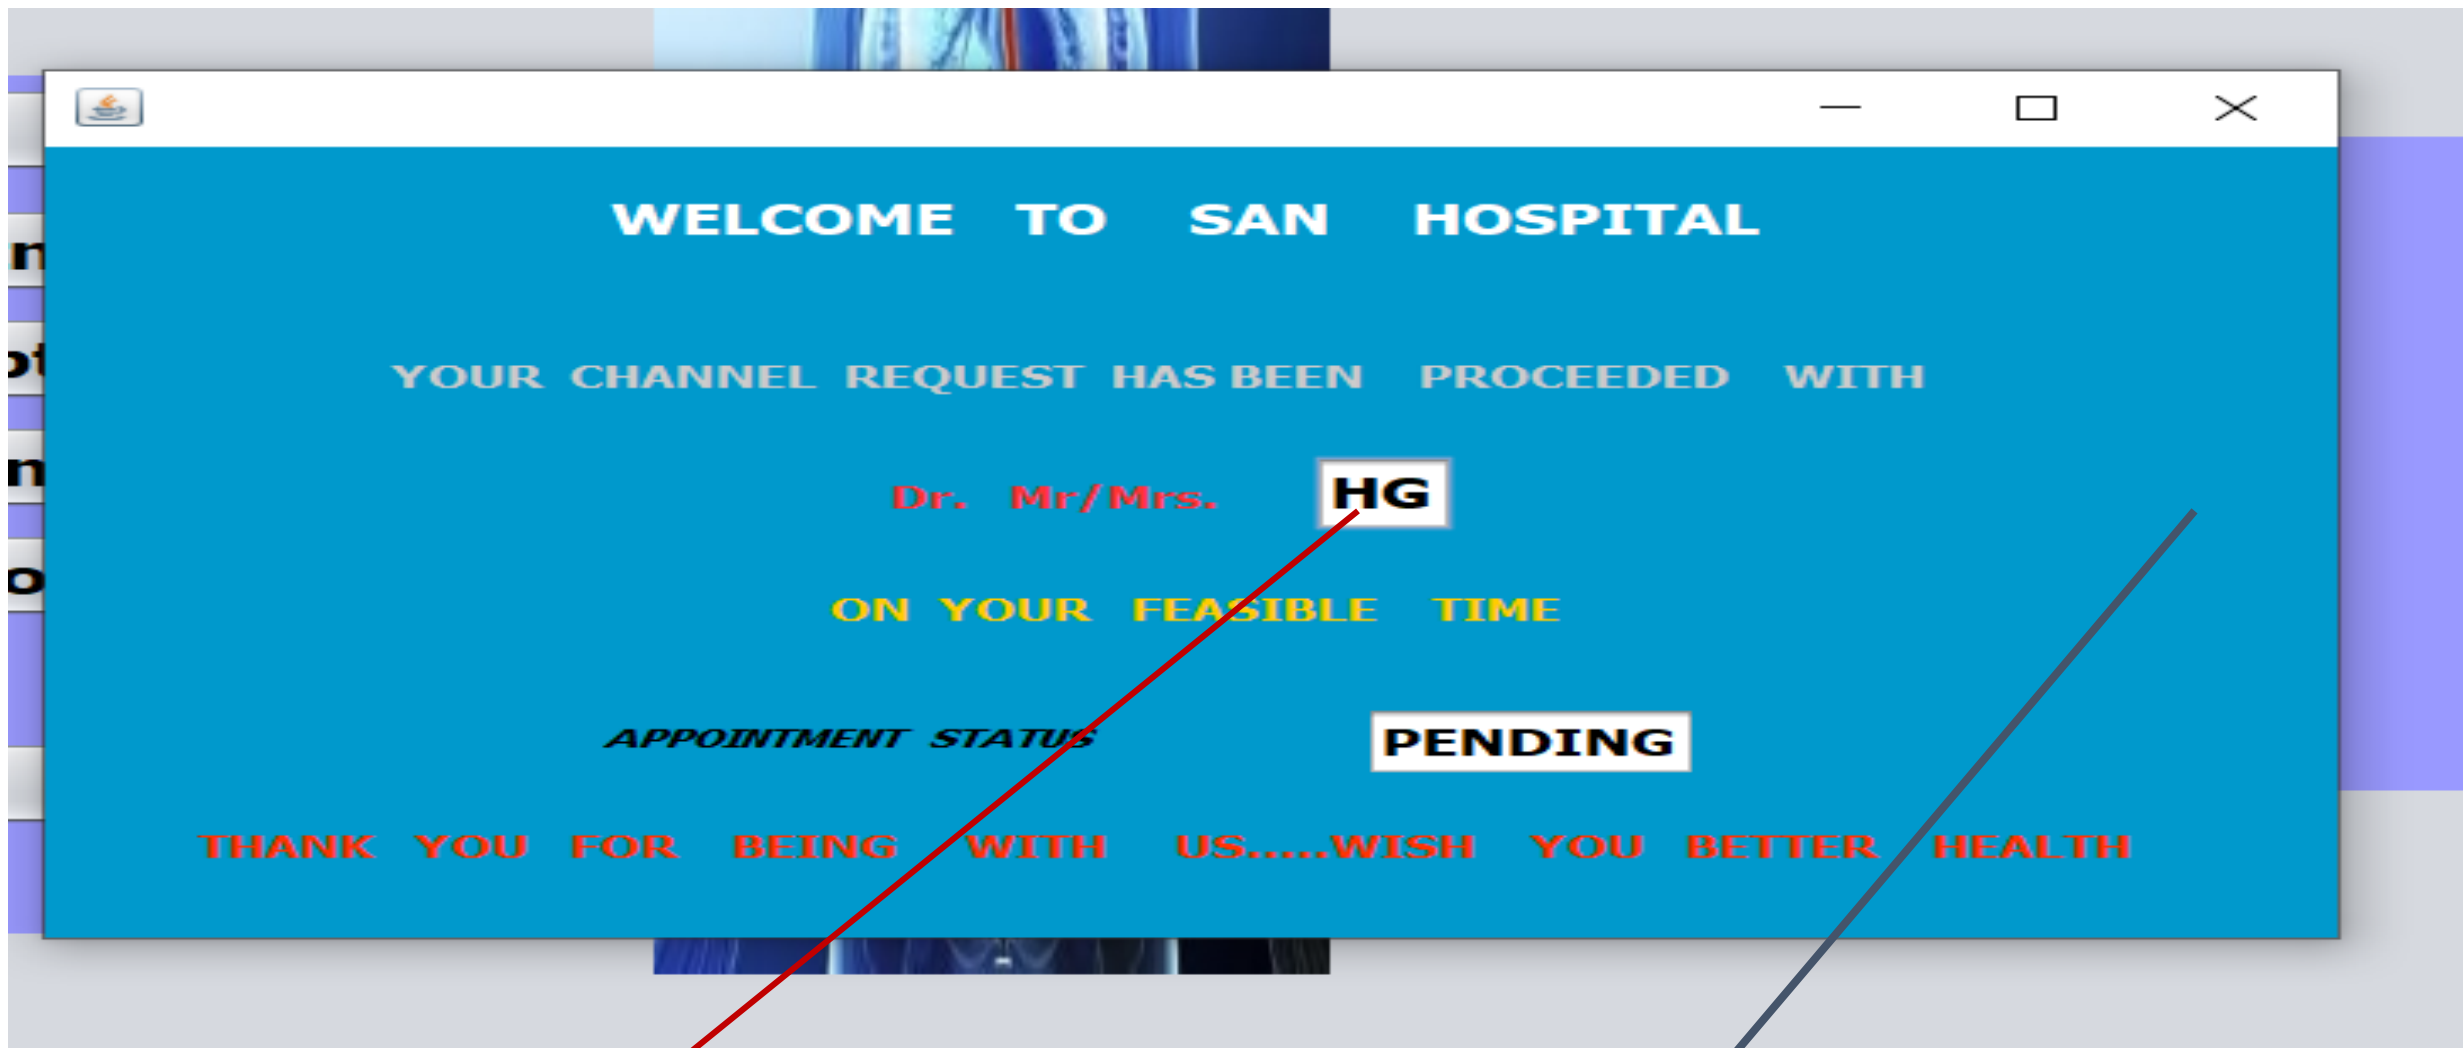 WELCOME TO SAN HOSPITAL
YOUR CHANNEL REQUEST HAS BEEN PROCEEDED WITH
Dr. Mr/Mrs. HG
ON YOUR FEASIBLE TIME
APPOINTMENT STATUS PENDING
THANK YOU FOR BEING WITH US.....WISH YOU BETTER HEALTH